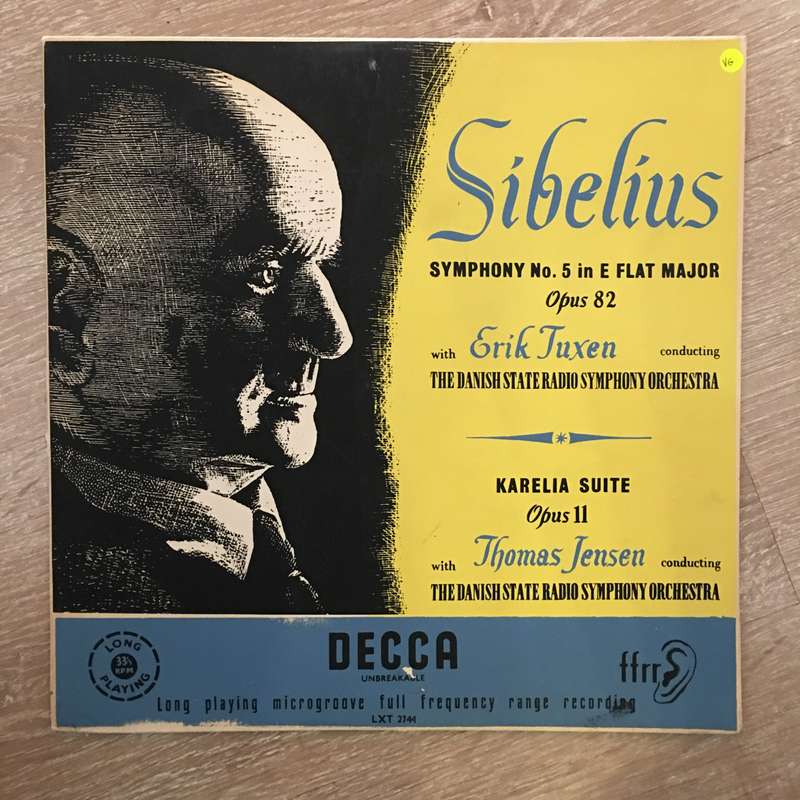 VG
Sibelius
SYMPHONY No. 5 in E FLAT MAJOR
Opus 82
with Erik Tuxen conducting
THE DANISH STATE RADIO SYMPHONY ORCHESTRA
KARELIA SUITE
Opus 11
with Thomas Jensen conducting
THE DANISH STATE RADIO SYMPHONY ORCHESTRA
LONG
33⅓
RPM
PLAYING
DECCA
UNBREAKABLE
ffrr
Long playing microgroove full frequency range recording
LXT 2744